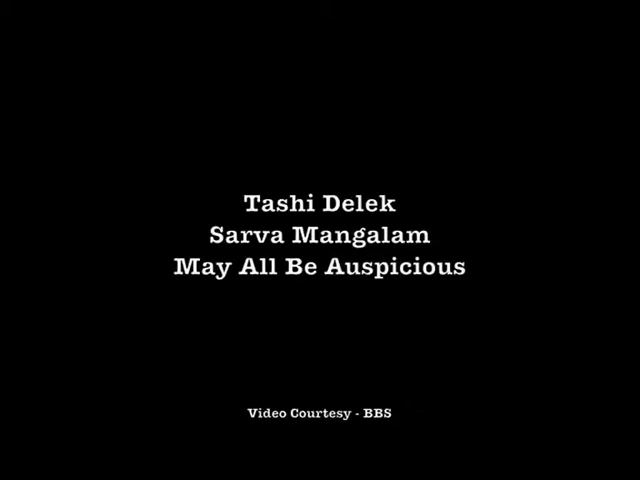 Tashi Delek
Sarva Mangalam
May All Be Auspicious
Video Courtesy - BBS